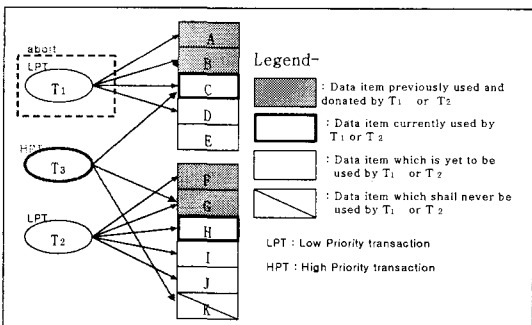 abort
LPT
T1
HPT
T3
LPT
T2
A
B
C
D
E
F
G
H
I
J
K
Legend-
: Data item previously used and
donated by T1 or T2
: Data item currently used by
T1 or T2
: Data item which is yet to be
used by T1 or T2
: Data item which shall never be
used by T1 or T2
LPT : Low Priority transaction
HPT : High Priority transaction